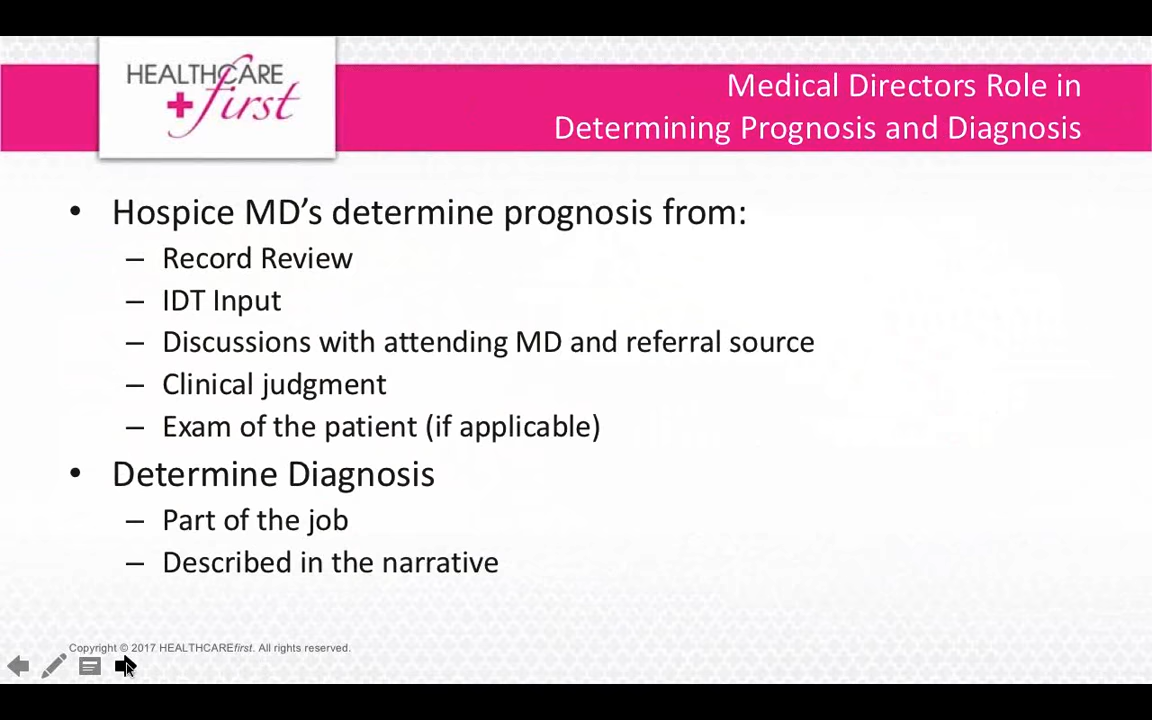 HEALTHCARE
first
Medical Directors Role in
Determining Prognosis and Diagnosis
• Hospice MD’s determine prognosis from:
– Record Review
– IDT Input
– Discussions with attending MD and referral source
– Clinical judgment
– Exam of the patient (if applicable)
• Determine Diagnosis
– Part of the job
– Described in the narrative
Copyright © 2017 HEALTHCAREfirst. All rights reserved.